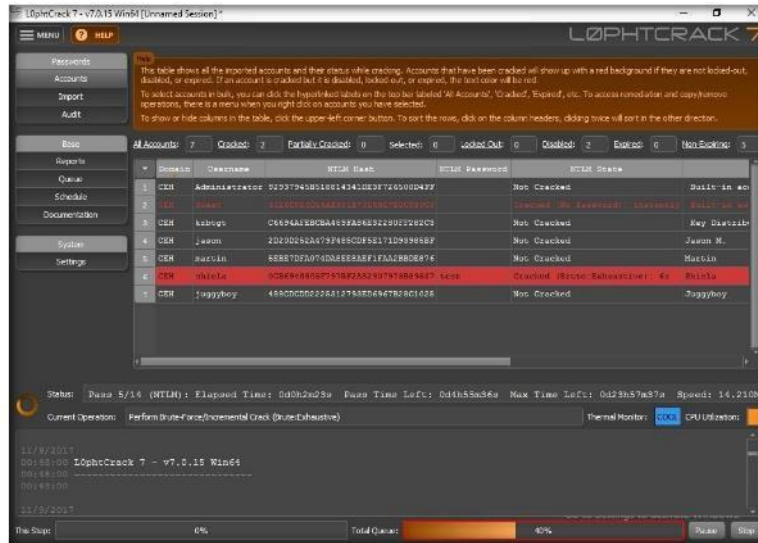 L0phtCrack 7 - v7.0.15 Win64 [Unnamed Session] *
MENU
HELP
LØPHTCRACK 7
Passwords
Accounts
Import
Audit
Base
Reports
Queue
Schedule
Documentation
System
Settings
Help
This table shows all the imported accounts and their status while cracking. Accounts that have been cracked will show up with a red background if they are not locked-out,
disabled, or expired. If an account is cracked but it is disabled, locked out, or expired, the text color will be red.
To select accounts in bulk, you can click the hyperlinked labels on the top bar labeled 'All Accounts', 'Cracked', 'Expired', etc. To access remediation and copy/remove
operations, there is a menu when you right click on accounts you have selected.
To show or hide columns in the table, click the upper-left corner button. To sort the rows, click on the column headers, clicking twice will sort in the other direction.
All Accounts: 7 Cracked: 2 Partially Cracked: 0 Selected: 0 Locked Out: 0 Disabled: 2 Expired: 0 Non-Expiring: 5
Domain Username NTLM Hash NTLM Password NTLM State
1 CEH Administrator Not Cracked Built-in
2 CEH Guest Cracked (No Password): instantly Built-in
3 CEH krbtgt Not Cracked Key Distrib
4 CEH jason Not Cracked Jason M.
5 CEH martin Not Cracked Martin
6 CEH shiela test Cracked (Brute:Exhaustive): 6s Shiela
7 CEH juggyboy Not Cracked Juggyboy
Status: Pass 5/14 (NTLM): Elapsed Time: 0d0h2m23s Pass Time Left: 0d4h55m36s Max Time Left: 0d23h57m37s Speed: 14.210M
Current Operation: Perform Brute-Force/Incremental Crack (Brute:Exhaustive)
Thermal Monitor: COOL CPU Utilization:
11/9/2017
L0phtCrack 7 - v7.0.15 Win64
11/9/2017
This Step: 0% Total Queue: 40% Pause Stop